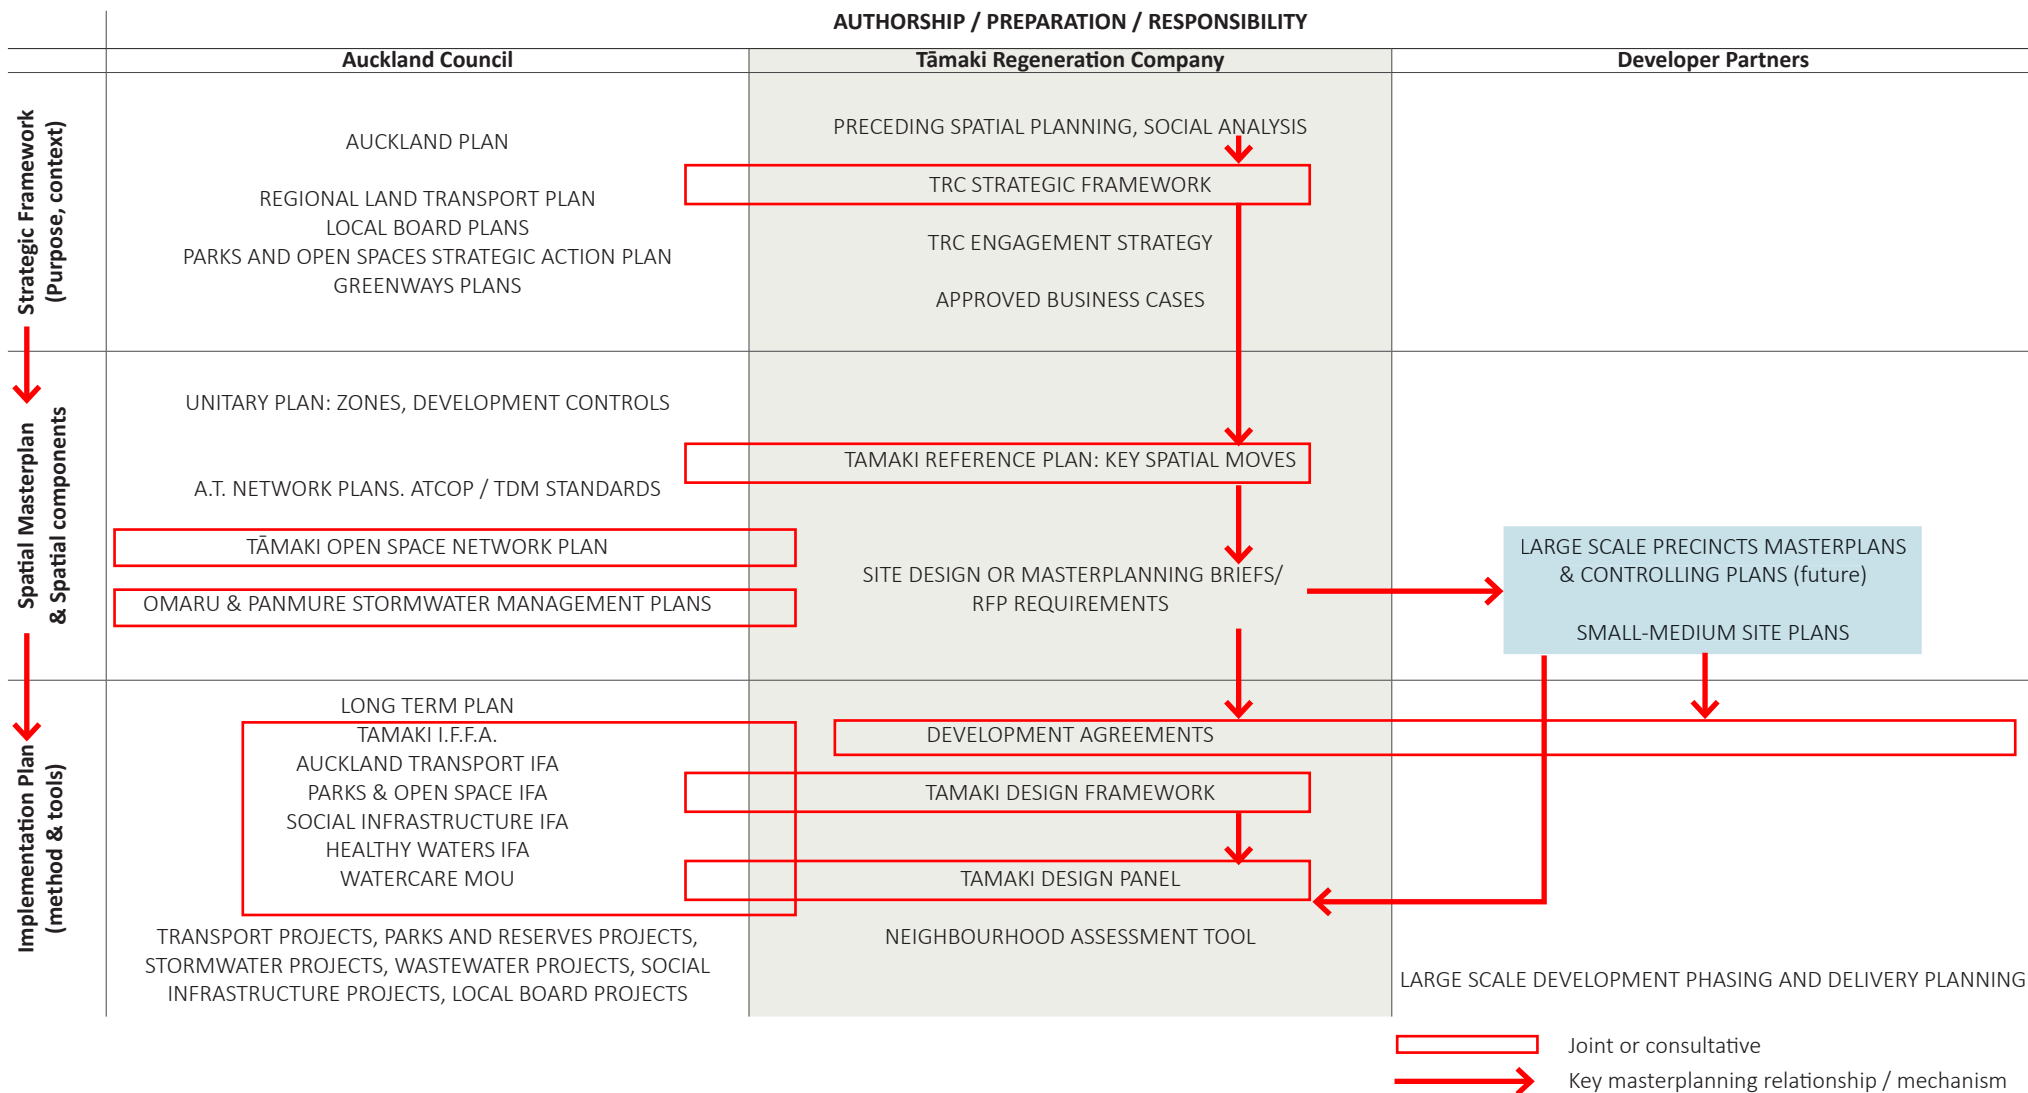 AUTHORSHIP / PREPARATION / RESPONSIBILITY
Auckland Council
Tāmaki Regeneration Company
Developer Partners
Strategic Framework
(Purpose, context)
AUCKLAND PLAN
REGIONAL LAND TRANSPORT PLAN
LOCAL BOARD PLANS
PARKS AND OPEN SPACES STRATEGIC ACTION PLAN
GREENWAYS PLANS
PRECEDING SPATIAL PLANNING, SOCIAL ANALYSIS
TRC STRATEGIC FRAMEWORK
TRC ENGAGEMENT STRATEGY
APPROVED BUSINESS CASES
Spatial Masterplan
& Spatial components
UNITARY PLAN: ZONES, DEVELOPMENT CONTROLS
A.T. NETWORK PLANS. ATCOP / TDM STANDARDS
TĀMAKI OPEN SPACE NETWORK PLAN
OMARU & PANMURE STORMWATER MANAGEMENT PLANS
TAMAKI REFERENCE PLAN: KEY SPATIAL MOVES
SITE DESIGN OR MASTERPLANNING BRIEFS/
RFP REQUIREMENTS
LARGE SCALE PRECINCTS MASTERPLANS
& CONTROLLING PLANS (future)
SMALL-MEDIUM SITE PLANS
Implementation Plan
(method & tools)
LONG TERM PLAN
TAMAKI I.F.F.A.
AUCKLAND TRANSPORT IFA
PARKS & OPEN SPACE IFA
SOCIAL INFRASTRUCTURE IFA
HEALTHY WATERS IFA
WATERCARE MOU
TRANSPORT PROJECTS, PARKS AND RESERVES PROJECTS,
STORMWATER PROJECTS, WASTEWATER PROJECTS, SOCIAL
INFRASTRUCTURE PROJECTS, LOCAL BOARD PROJECTS
DEVELOPMENT AGREEMENTS
TAMAKI DESIGN FRAMEWORK
TAMAKI DESIGN PANEL
NEIGHBOURHOOD ASSESSMENT TOOL
LARGE SCALE DEVELOPMENT PHASING AND DELIVERY PLANNING
Joint or consultative
Key masterplanning relationship / mechanism